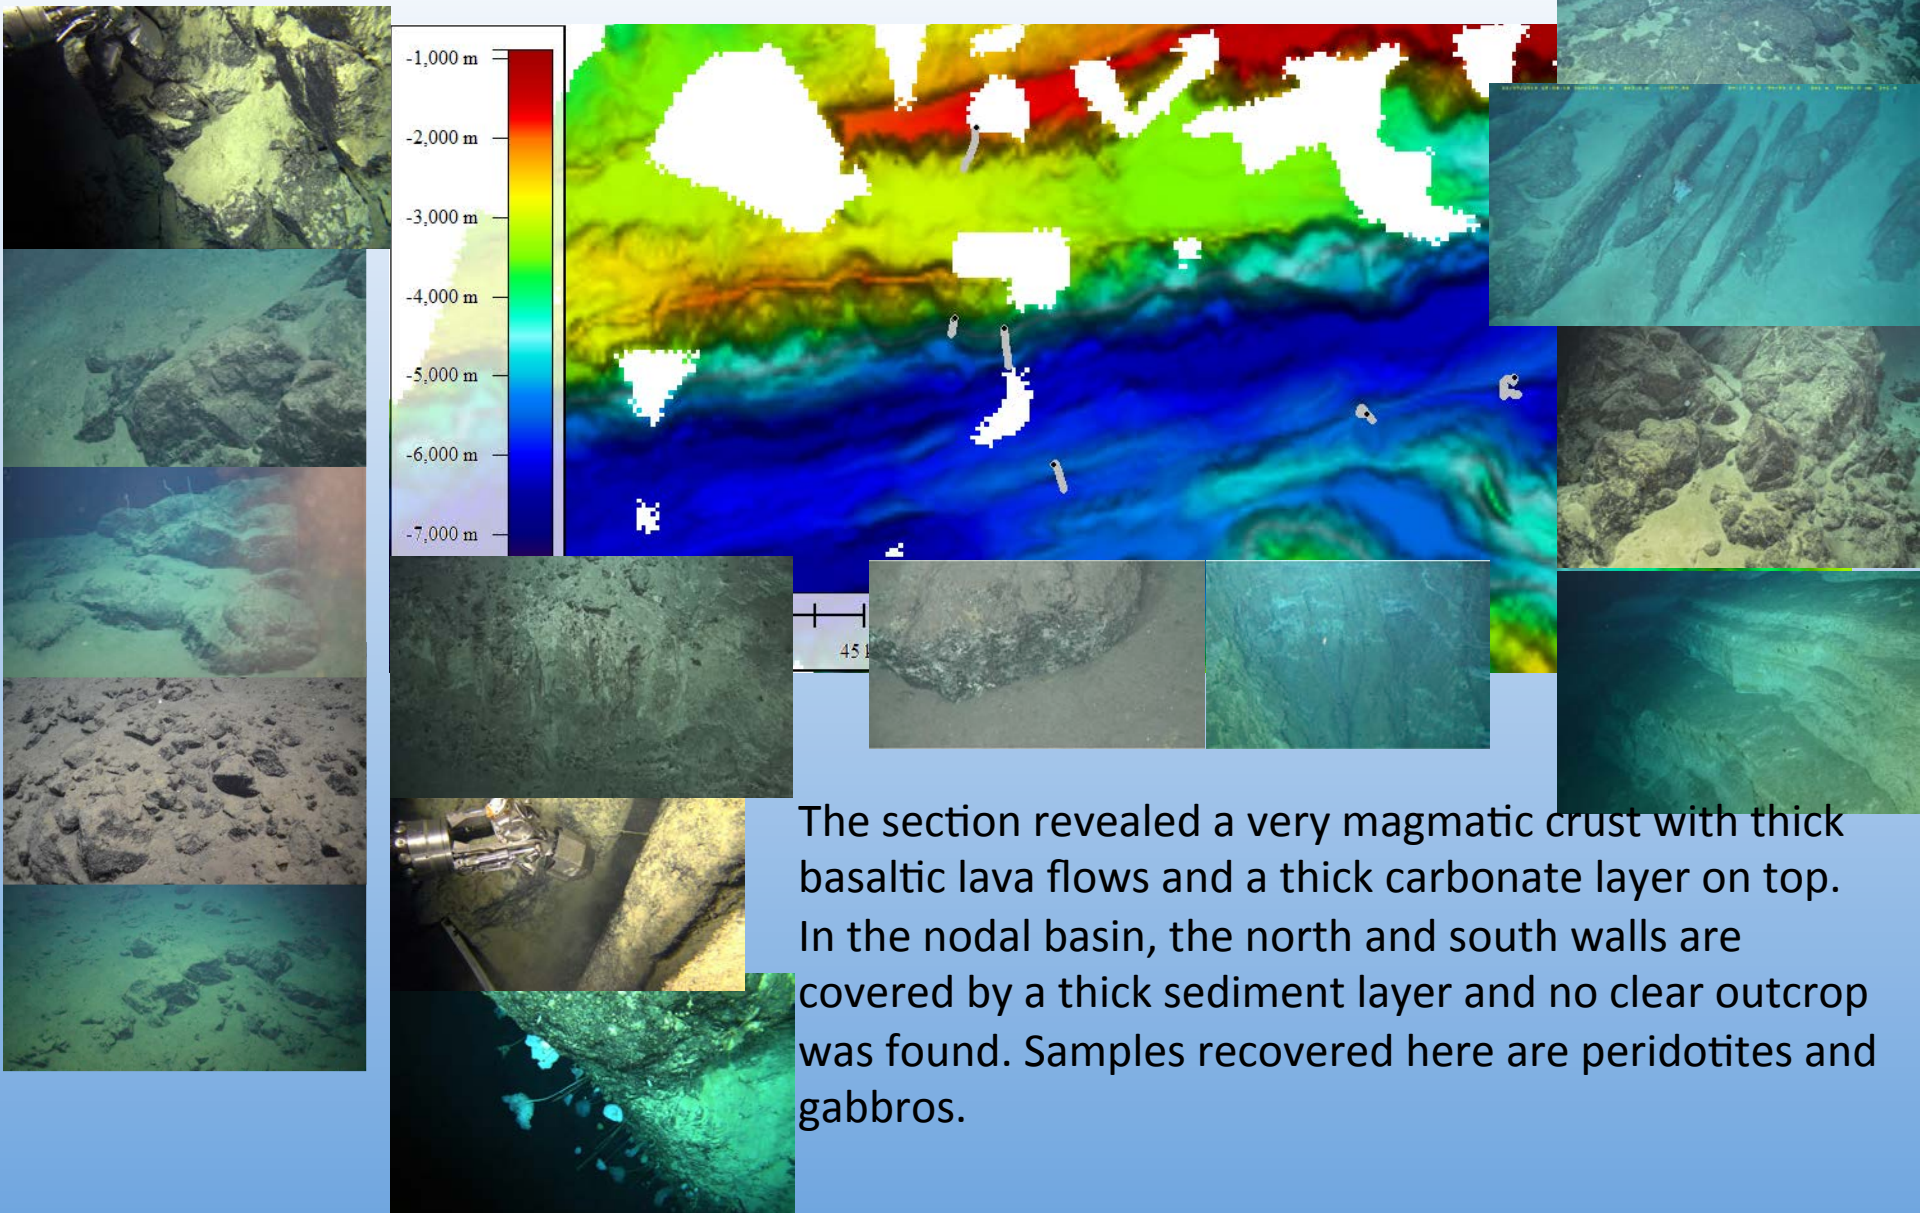 -1,000 m
-2,000 m
-3,000 m
-4,000 m
-5,000 m
-6,000 m
-7,000 m
45
The section revealed a very magmatic crust with thick
basaltic lava flows and a thick carbonate layer on top.
In the nodal basin, the north and south walls are
covered by a thick sediment layer and no clear outcrop
was found. Samples recovered here are peridotites and
gabbros.